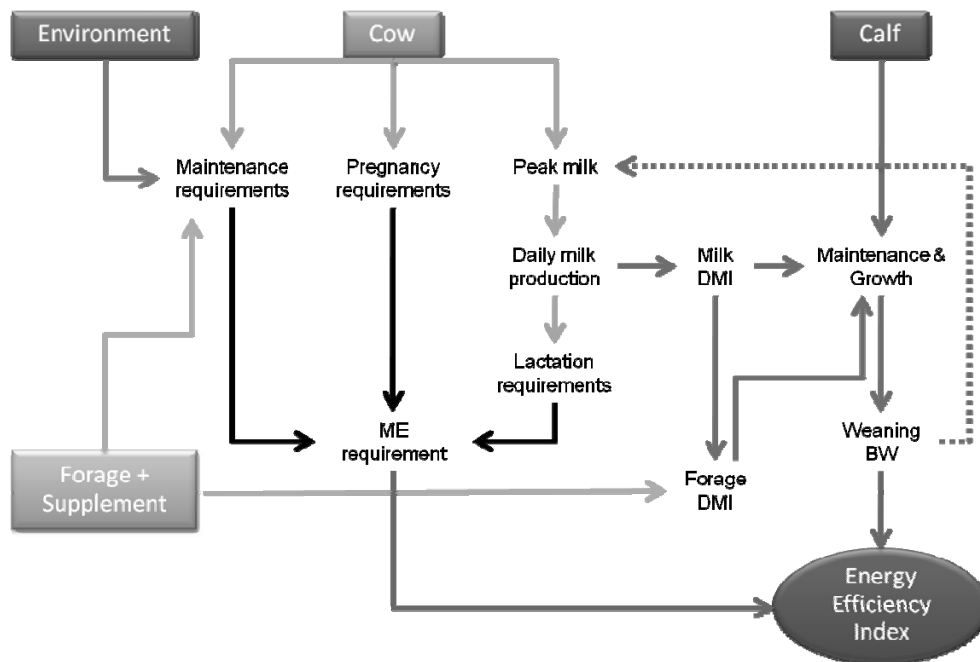 Environment
Cow
Calf
Maintenance
requirements
Pregnancy
requirements
Peak milk
Daily milk
production
Milk
DMI
Maintenance &
Growth
Lactation
requirements
ME
requirement
Weaning
BW
Forage +
Supplement
Forage
DMI
Energy
Efficiency
Index